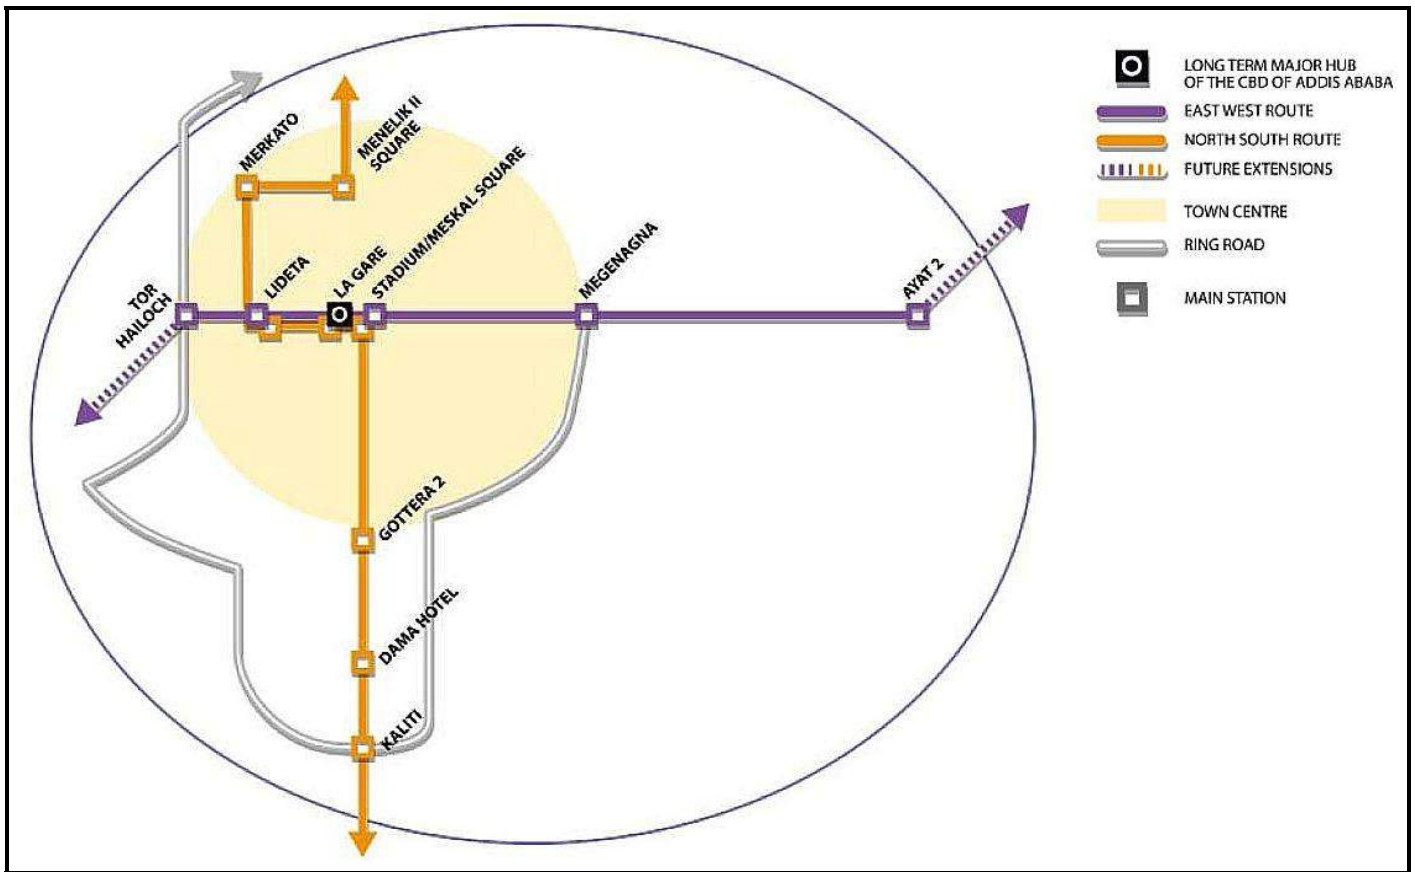 MERKATO
MENELIK II
SQUARE
STADIUM/MESKAL SQUARE
LA GARE
LIDETA
TOR
HAILOCH
MEGENAGNA
AYAT 2
GOTTERA 2
DAMA HOTEL
KALITI
LONG TERM MAJOR HUB
OF THE CBD OF ADDIS ABABA
EAST WEST ROUTE
NORTH SOUTH ROUTE
FUTURE EXTENSIONS
TOWN CENTRE
RING ROAD
MAIN STATION